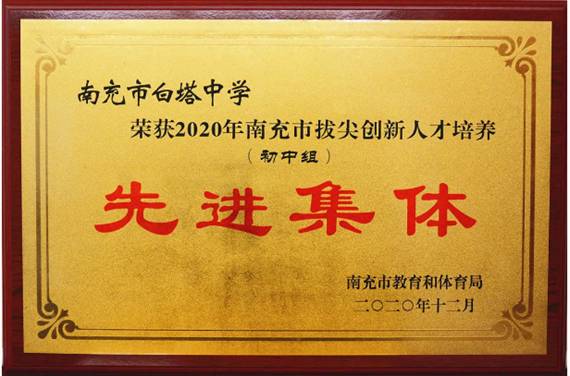 南充市白塔中学
荣获2020年南充市拔尖创新人才培养
（初中组）
先进集体
南充市教育和体育局
二〇二〇年十二月